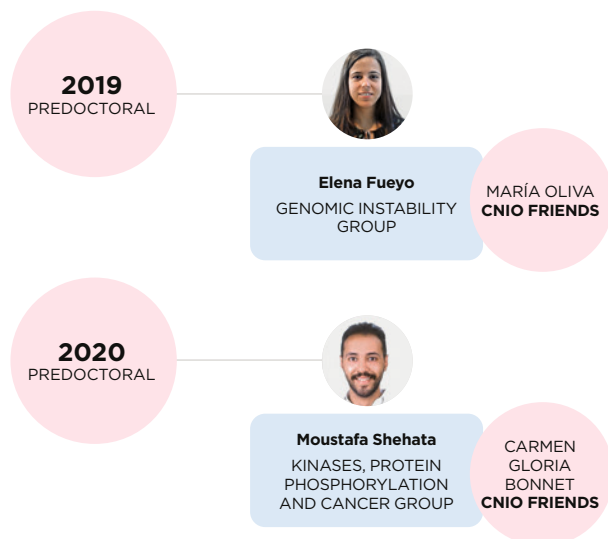 2019
PREDOCTORAL
Elena Fueyo
GENOMIC INSTABILITY
GROUP
MARÍA OLIVA
CNIO FRIENDS
2020
PREDOCTORAL
Moustafa Shehata
KINASES, PROTEIN
PHOSPHORYLATION
AND CANCER GROUP
CARMEN
GLORIA
BONNET
CNIO FRIENDS